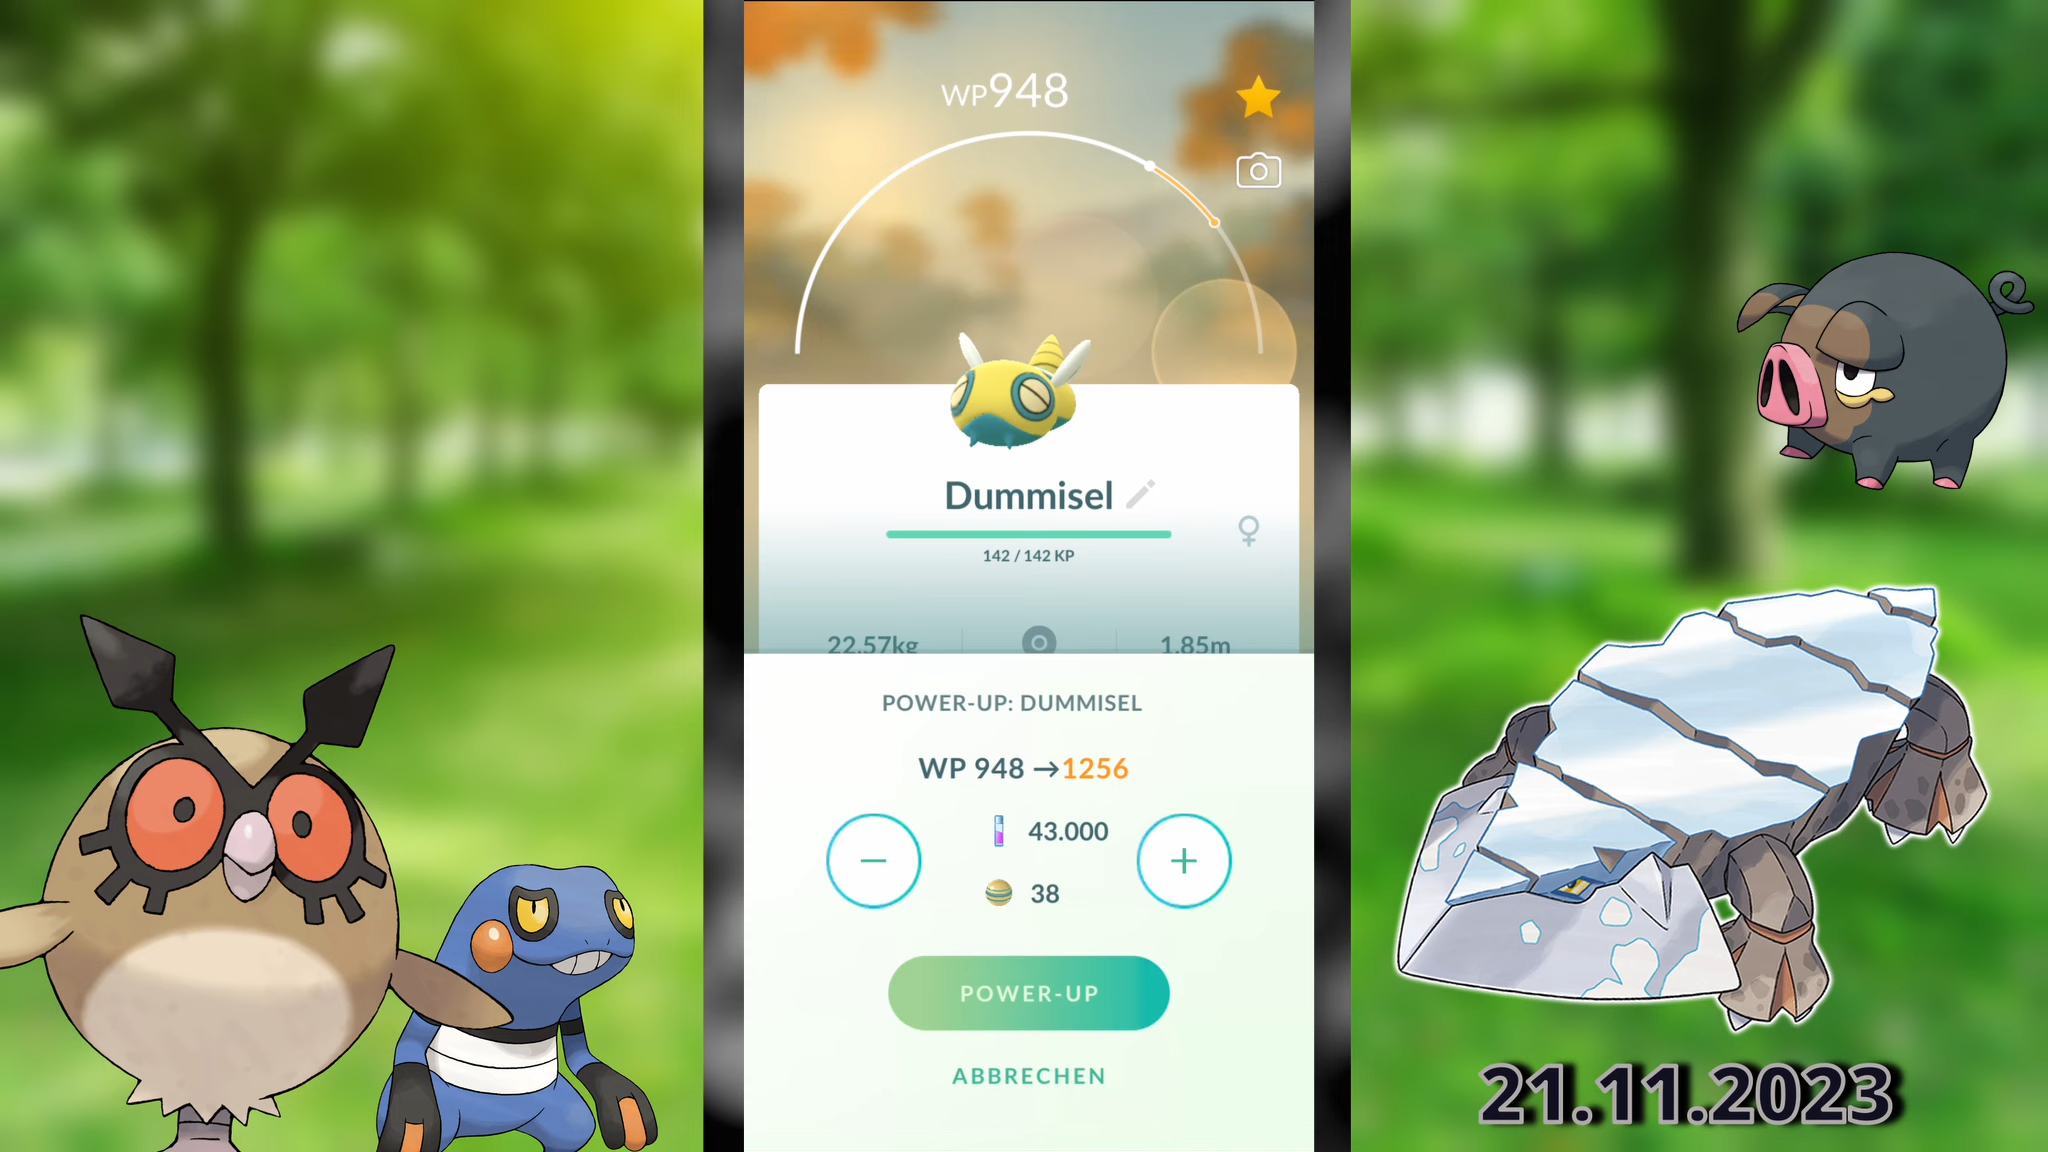 WP948
Dummisel
142 / 142 KP
22.57kg
1.85m
POWER-UP: DUMMISEL
WP 948 →1256
43.000
38
POWER-UP
ABBRECHEN
21.11.2023